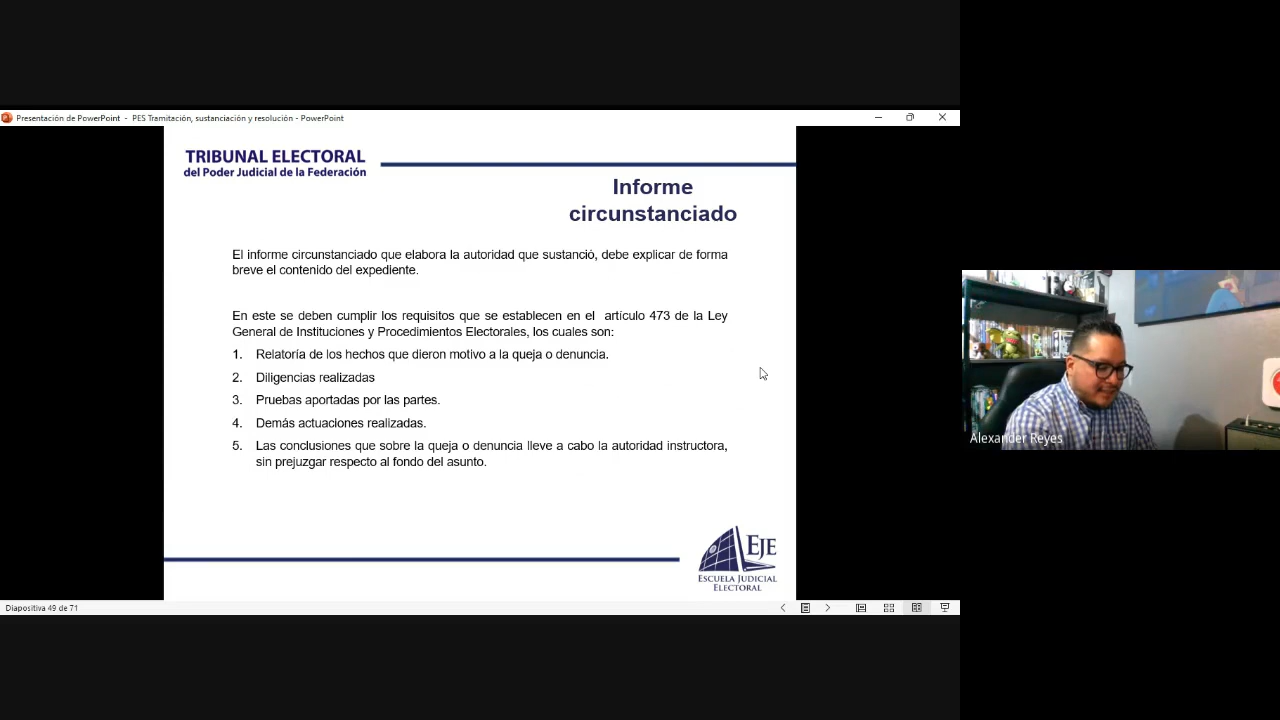 Presentación de PowerPoint - PES Tramitación, sustanciación y resolución - PowerPoint
TRIBUNAL ELECTORAL
del Poder Judicial de la Federación
Informe
circunstanciado
El informe circunstanciado que elabora la autoridad que sustanció, debe explicar de forma
breve el contenido del expediente.
En este se deben cumplir los requisitos que se establecen en el artículo 473 de la Ley
General de Instituciones y Procedimientos Electorales, los cuales son:
1. Relatoría de los hechos que dieron motivo a la queja o denuncia.
2. Diligencias realizadas
3. Pruebas aportadas por las partes.
4. Demás actuaciones realizadas.
5. Las conclusiones que sobre la queja o denuncia lleve a cabo la autoridad instructora,
sin prejuzgar respecto al fondo del asunto.
EJE
ESCUELA JUDICIAL
ELECTORAL
Diapositiva 49 de 71
Alexander Reyes